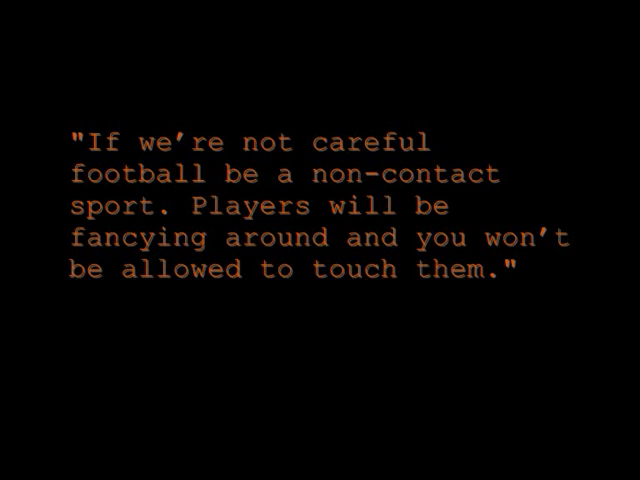 "If we're not careful
football be a non-contact
sport. Players will be
fancying around and you won't
be allowed to touch them."